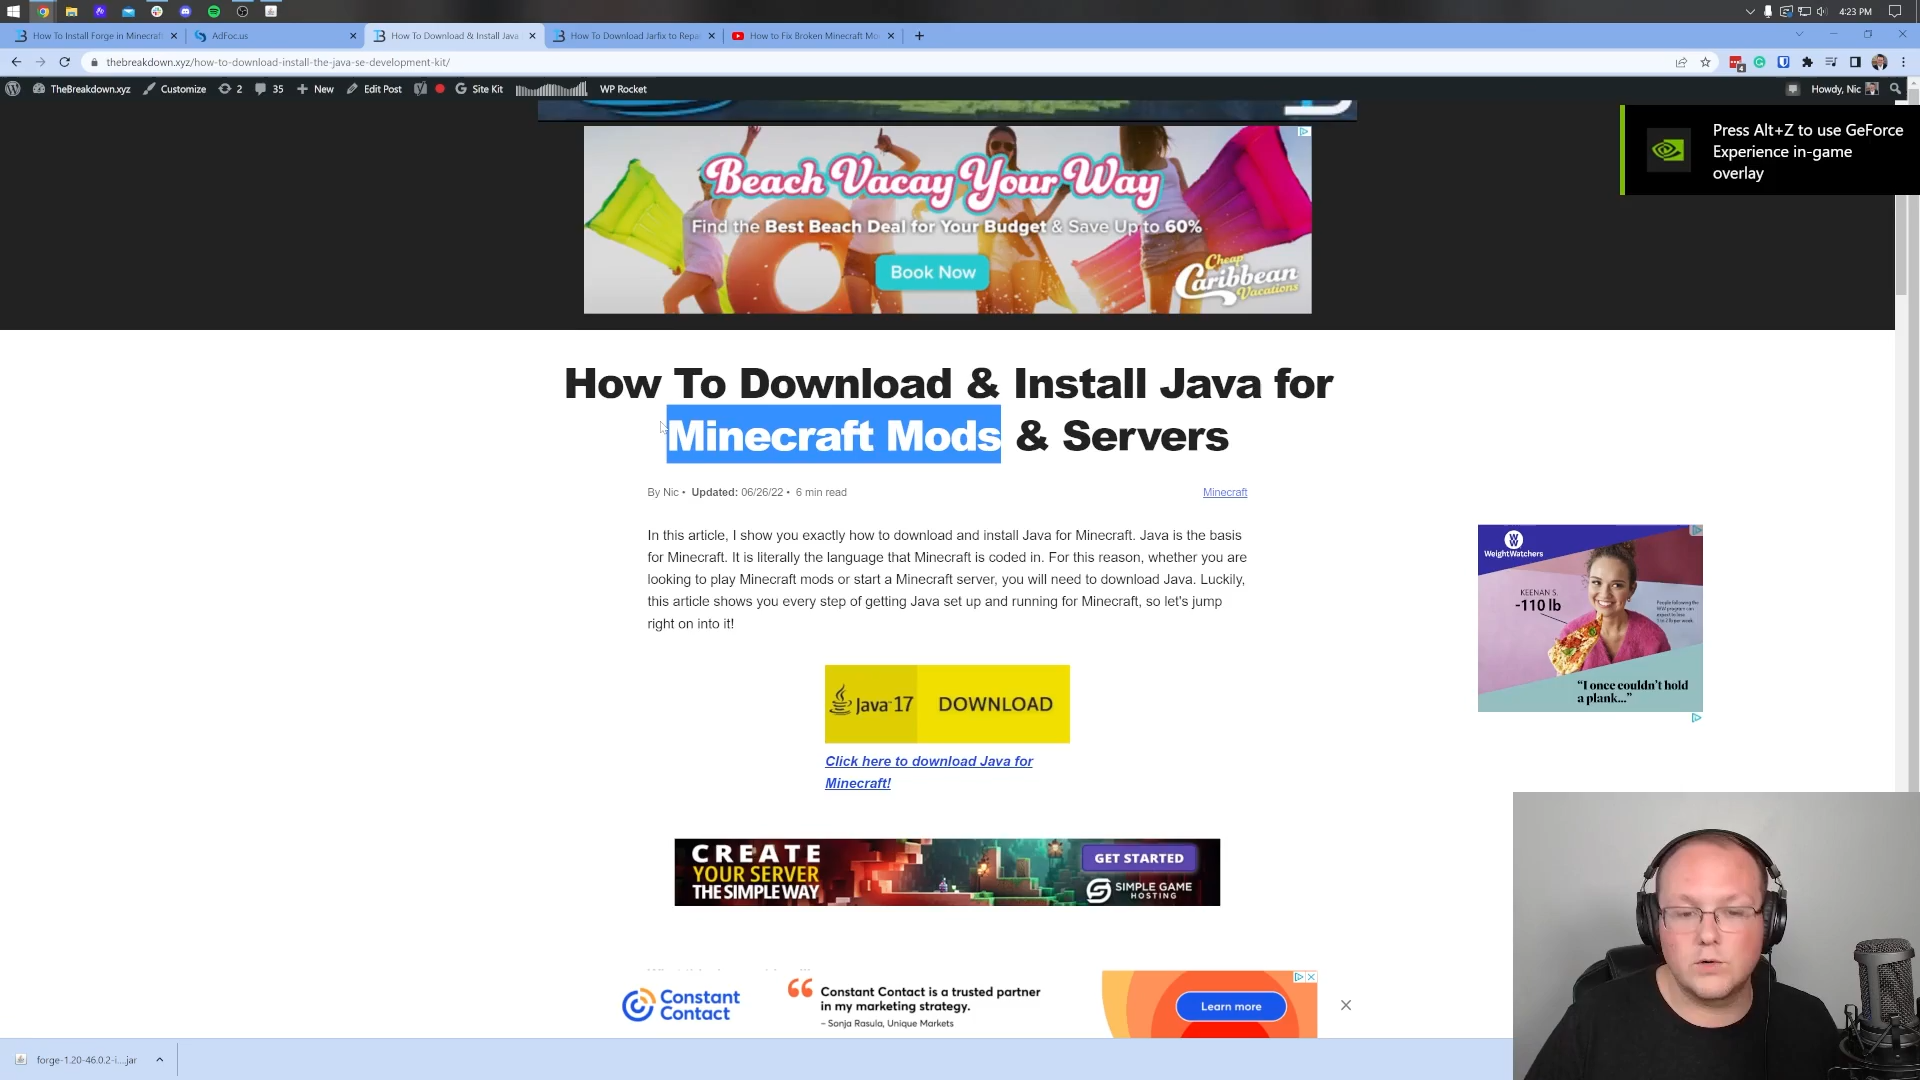 4:23 PM
How To Install Forge in Minecraft
AdFoc.us
How To Download & Install Java
How To Download Jarfix to Repa
How to Fix Broken Minecraft Mo
thebreakdown.xyz/how-to-download-install-the-java-se-development-kit/
TheBreakdown.xyz Customize 2 35 New Edit Post Site Kit WP Rocket Howdy, Nic
Press Alt+Z to use GeForce
Experience in-game
overlay
Beach Vacay Your Way
Find the Best Beach Deal for Your Budget & Save Up to 60%
Book Now
Cheap
Caribbean
Vacations
How To Download & Install Java for
Minecraft Mods & Servers
By Nic • Updated: 06/26/22 • 6 min read Minecraft
In this article, I show you exactly how to download and install Java for Minecraft. Java is the basis
for Minecraft. It is literally the language that Minecraft is coded in. For this reason, whether you are
looking to play Minecraft mods or start a Minecraft server, you will need to download Java. Luckily,
this article shows you every step of getting Java set up and running for Minecraft, so let's jump
right on into it!
WW
WeightWatchers
KEENAN S.
-110 lb
"I once couldn't hold
a plank..."
Java 17 DOWNLOAD
Click here to download Java for
Minecraft!
CREATE
YOUR SERVER
THE SIMPLE WAY
GET STARTED
SIMPLE GAME
HOSTING
Constant
Contact
Constant Contact is a trusted partner
in my marketing strategy.
– Sonja Rasula, Unique Markets
Learn more
forge-1.20-46.0.2-i....jar